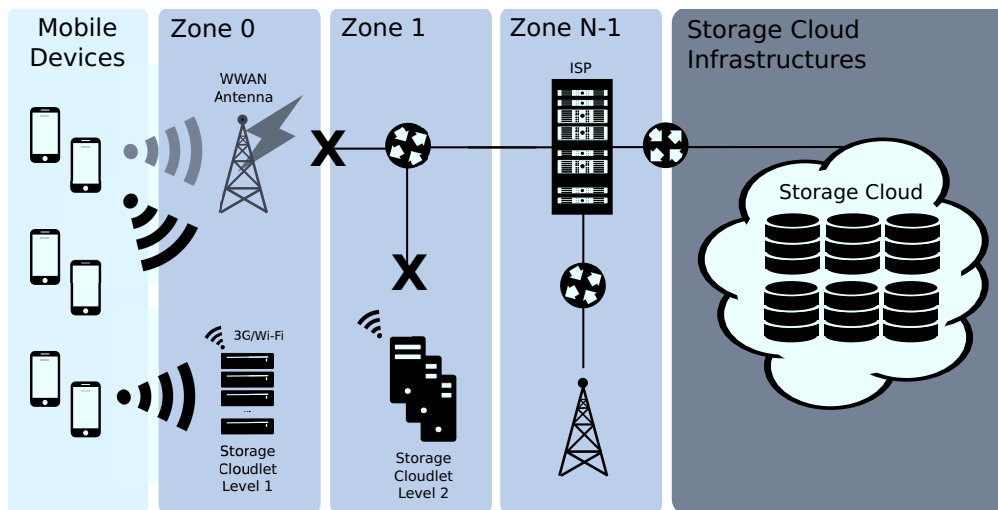 Mobile
Devices
Zone 0
Zone 1
Zone N-1
Storage Cloud
Infrastructures
WWAN
Antenna
ISP
X
X
Storage Cloud
3G/Wi-Fi
...
Storage
Cloudlet
Level 1
Storage
Cloudlet
Level 2